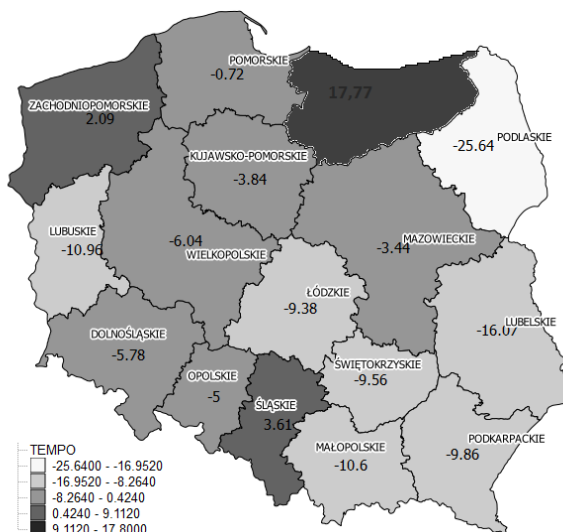 POMORSKIE
-0.72
17,77
ZACHODNIOPOMORSKIE
2.09
PODLASKIE
-25.64
KUJAWSKO-POMORSKIE
-3.84
LUBUSKIE
-10.96
-6.04
WIELKOPOLSKIE
MAZOWIECKIE
-3.44
ŁÓDZKIE
-9.38
LUBELSKIE
-16.07
DOLNOŚLĄSKIE
-5.78
OPOLSKIE
-5
ŚWIĘTOKRZYSKIE
-9.56
ŚLĄSKIE
3.61
MAŁOPOLSKIE
-10.6
PODKARPACKIE
-9.86
TEMPO
-25.6400 - -16.9520
-16.9520 - -8.2640
-8.2640 - 0.4240
0.4240 - 9.1120
9.1120 - 17.8000